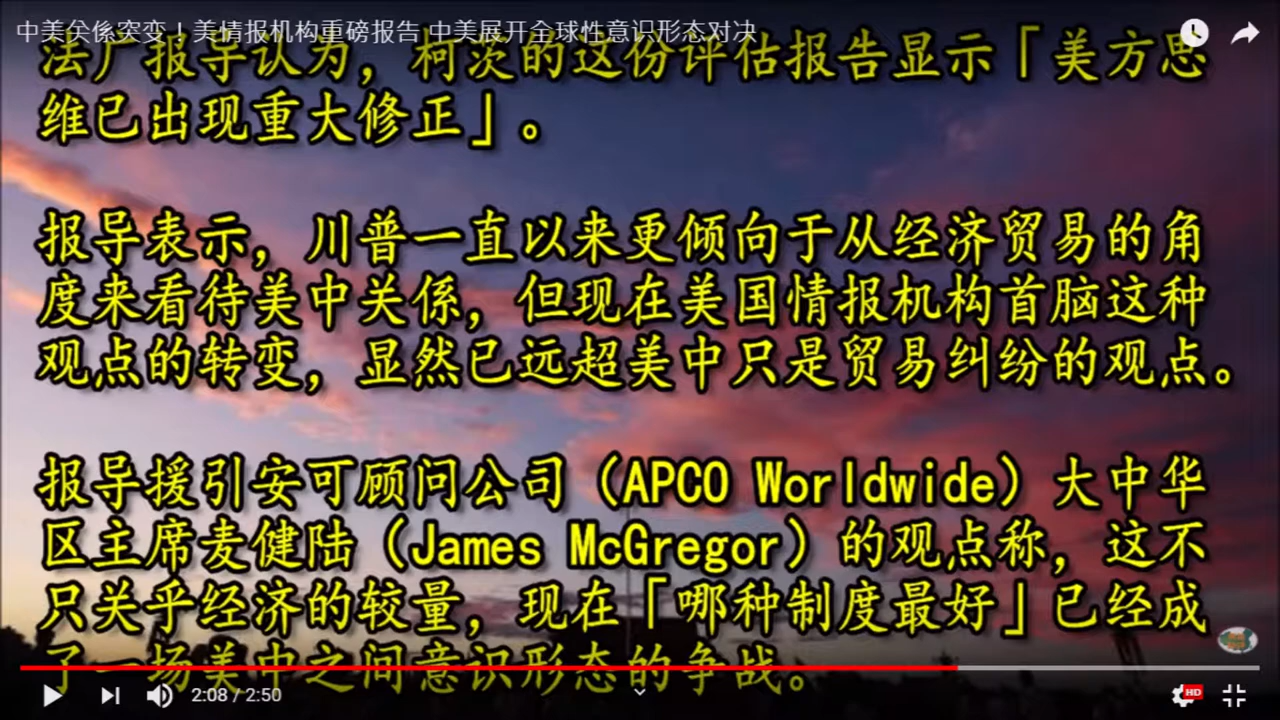 中美关係突变！美情报机构重磅报告 中美展开全球性意识形态对决
法广报导认为，柯茨的这份评估报告显示「美方思
维已出现重大修正」。
报导表示，川普一直以来更倾向于从经济贸易的角
度来看待美中关係，但现在美国情报机构首脑这种
观点的转变，显然已远超美中只是贸易纠纷的观点。
报导援引安可顾问公司（APCO Worldwide）大中华
区主席麦健陆（James McGregor）的观点称，这不
只关乎经济的较量，现在「哪种制度最好」已经成
了一场美中之间意识形态的争战。
2:08 / 2:50
HD